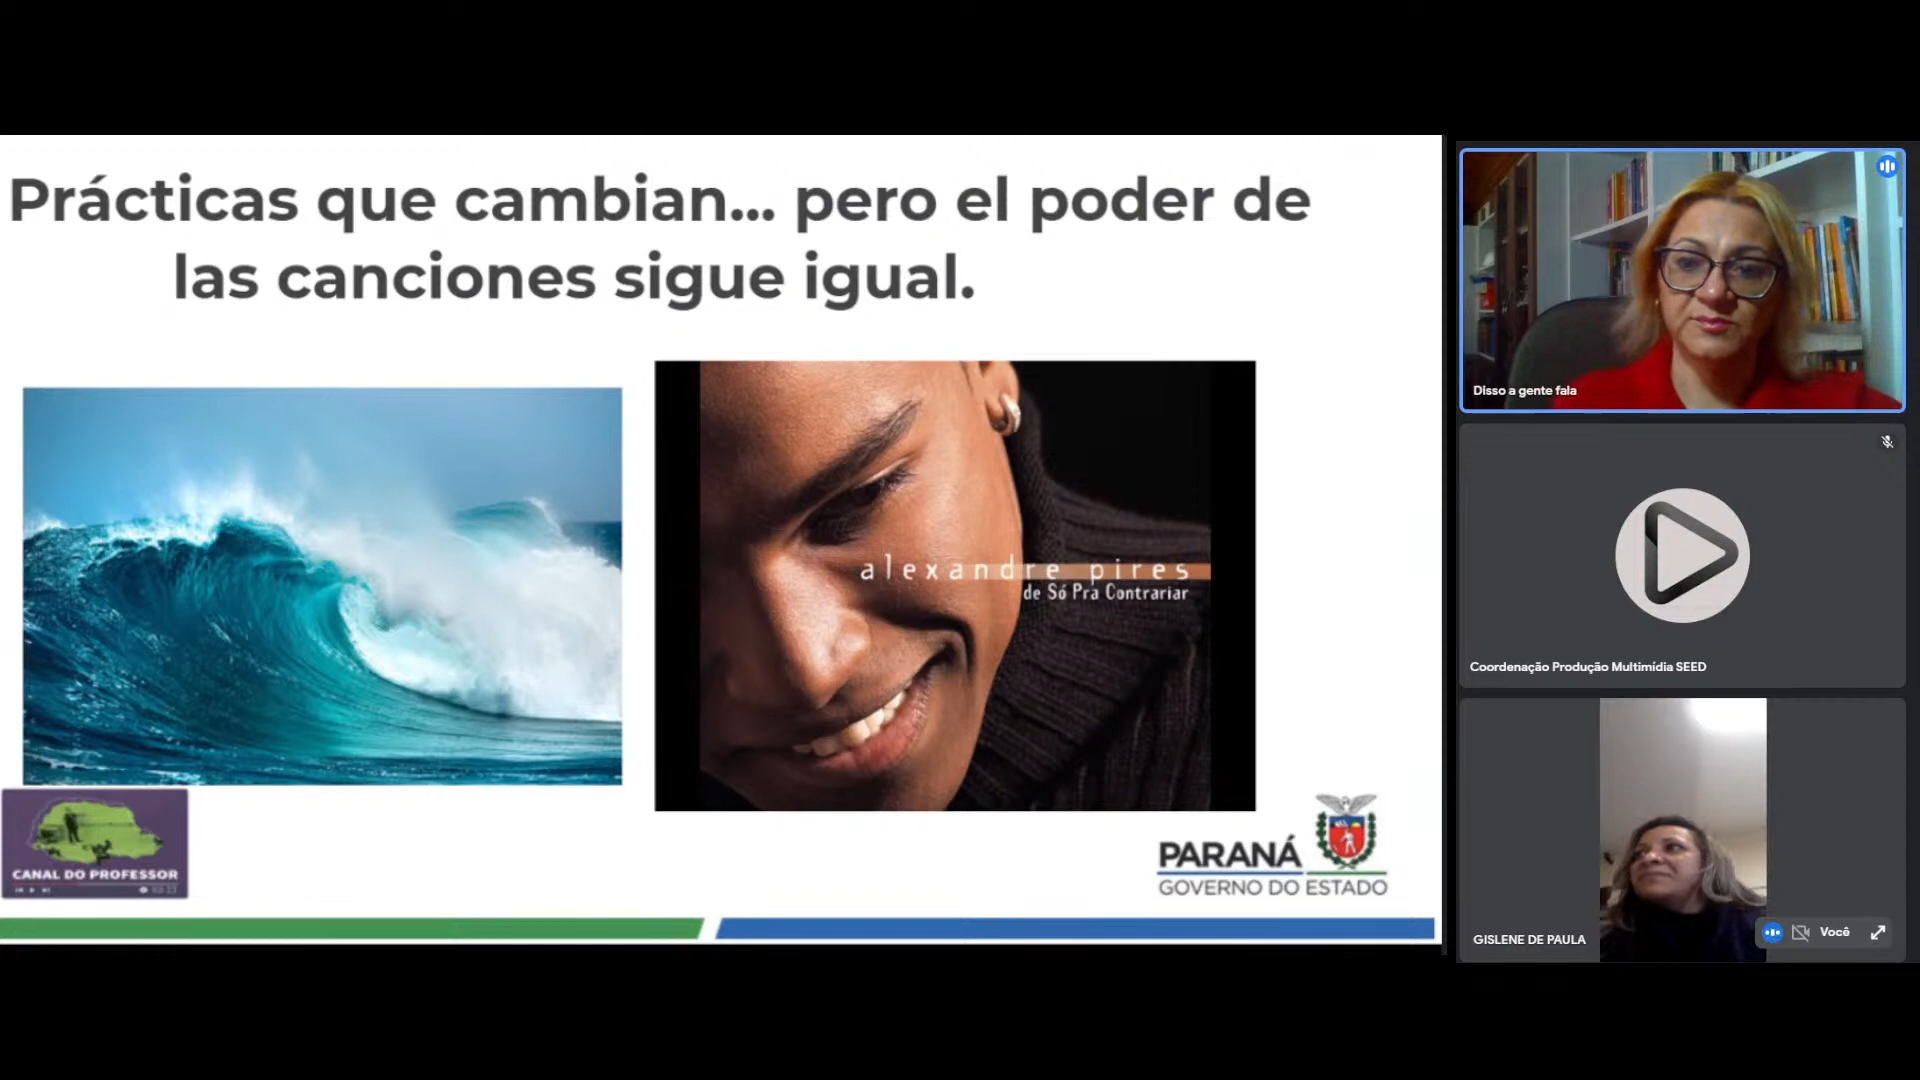 Prácticas que cambian... pero el poder de
las canciones sigue igual.
alexandre pires
de Só Pra Contrariar
CANAL DO PROFESSOR
PARANÁ
GOVERNO DO ESTADO
Disso a gente fala
Coordenação Produção Multimídia SEED
GISLENE DE PAULA
Você